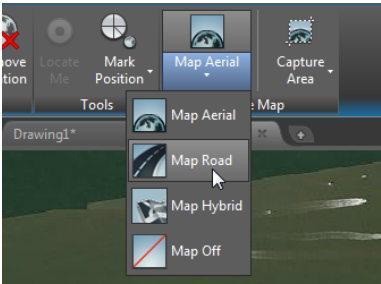 ove Locate Mark Map Aerial Capture
tion Me Position Area
Tools e Map
Drawing1*
Map Aerial
Map Road
Map Hybrid
Map Off